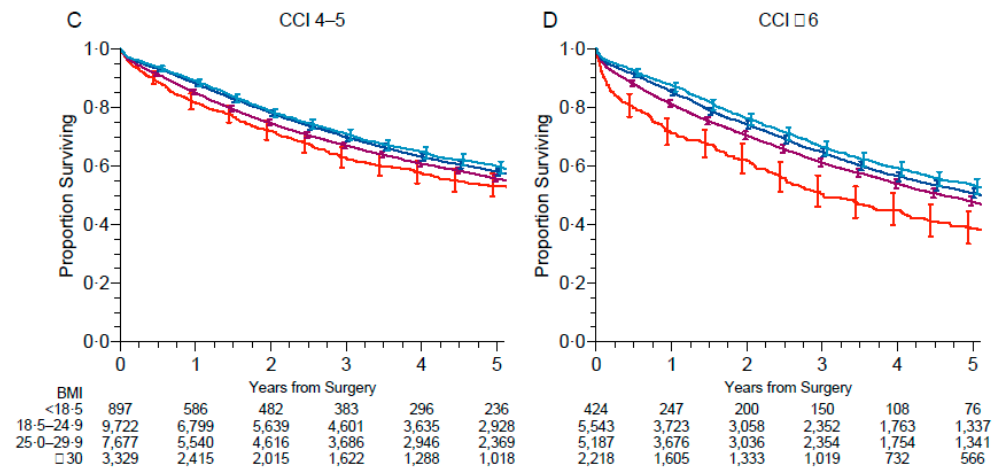 C
CCI 4–5
D
CCI □ 6
Proportion Surviving
1·0
0·8
0·6
0·4
0·2
0·0
0 1 2 3 4 5
Years from Surgery
Proportion Surviving
1·0
0·8
0·6
0·4
0·2
0·0
0 1 2 3 4 5
Years from Surgery
BMI
<18·5 897 586 482 383 296 236 424 247 200 150 108 76
18·5–24·9 9,722 6,799 5,639 4,601 3,635 2,928 5,543 3,723 3,058 2,352 1,763 1,337
25·0–29·9 7,677 5,540 4,616 3,686 2,946 2,369 5,187 3,676 3,036 2,354 1,754 1,341
□ 30 3,329 2,415 2,015 1,622 1,288 1,018 2,218 1,605 1,333 1,019 732 566